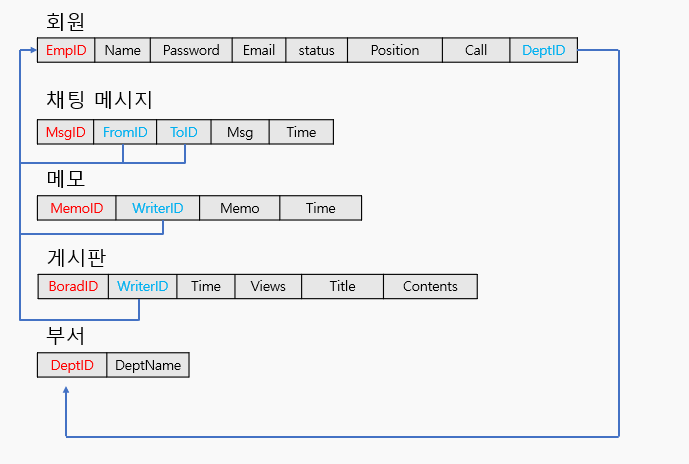 회원
EmpID Name Password Email status Position Call DeptID
채팅 메시지
MsgID FromID ToID Msg Time
메모
MemoID WriterID Memo Time
게시판
BoradID WriterID Time Views Title Contents
부서
DeptID DeptName